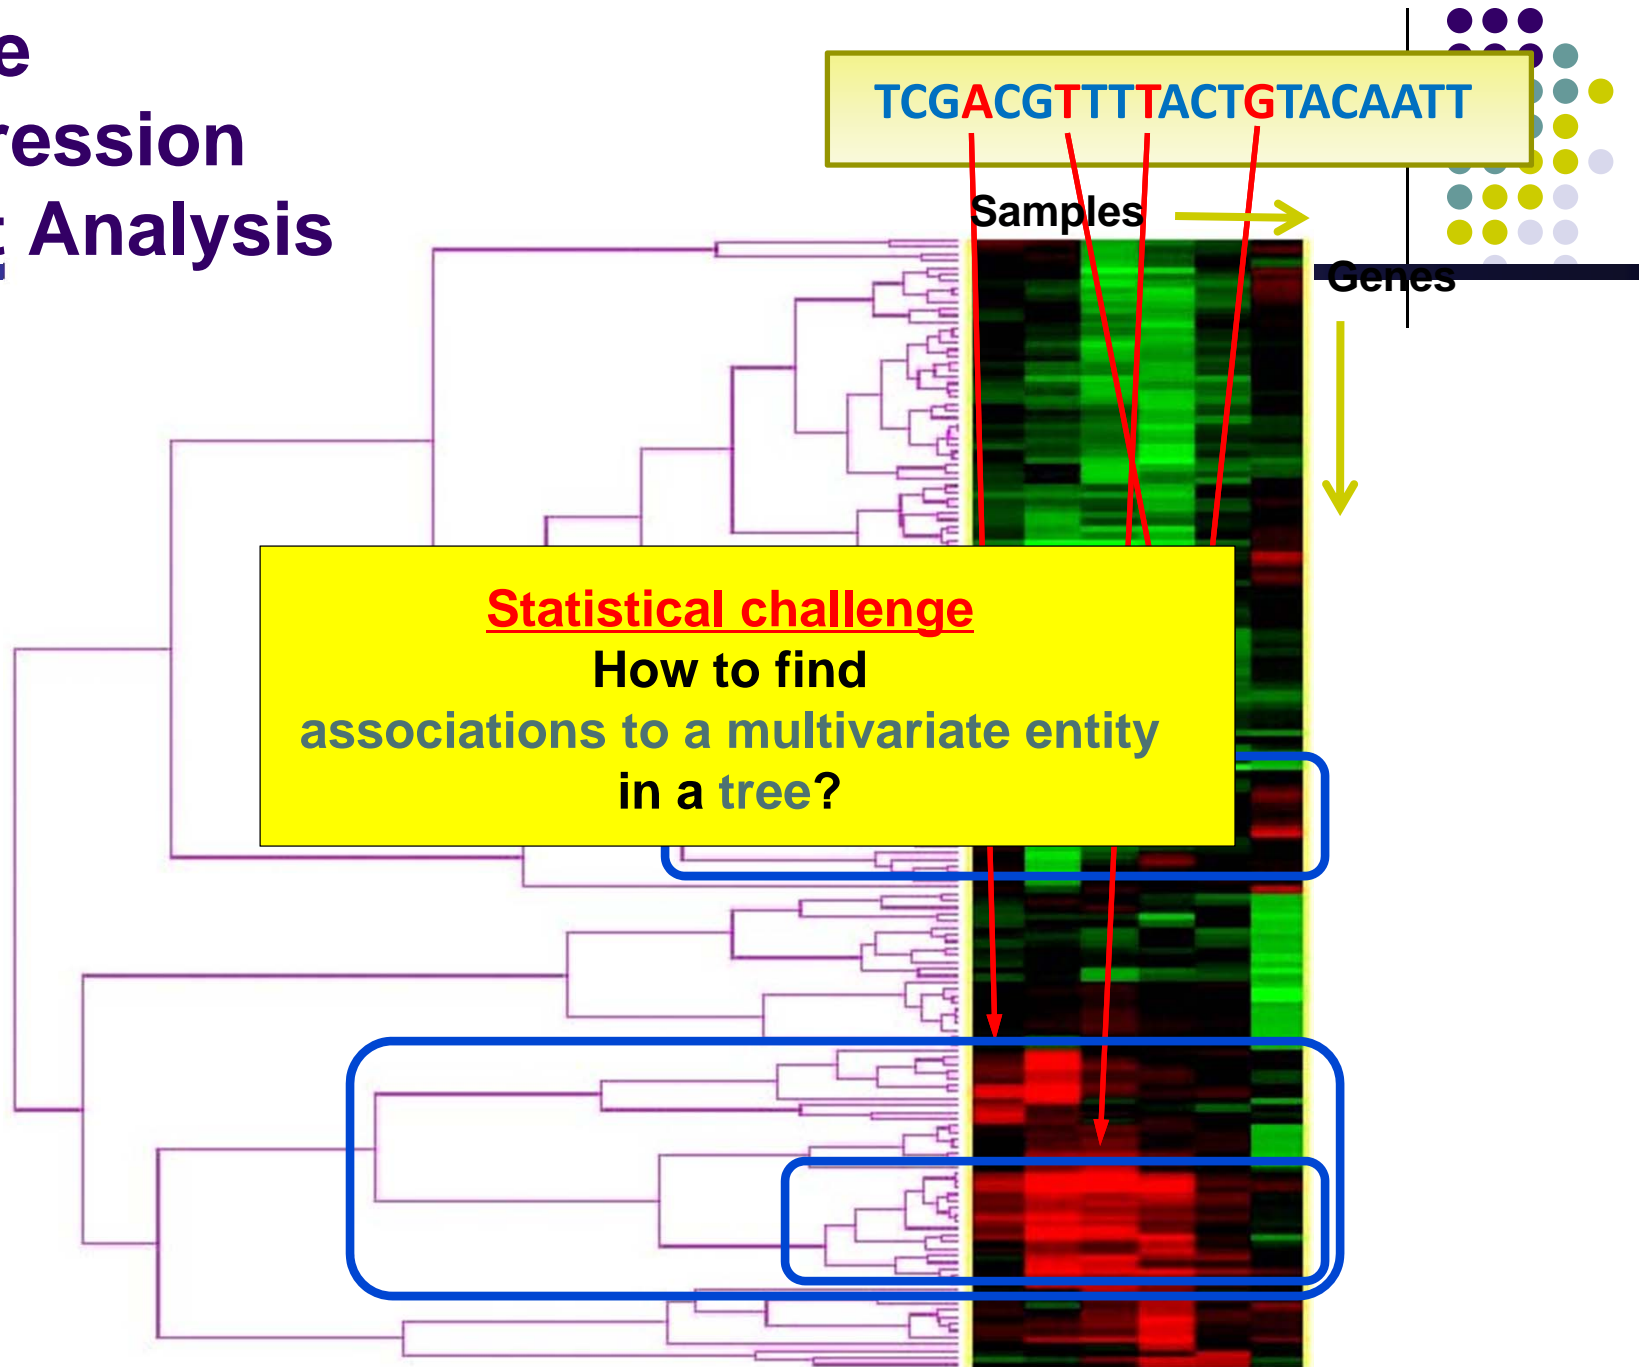 e
ression
t Analysis
TCGACGTTTTACTGTACAATT
Samples
Genes
Statistical challenge
How to find
associations to a multivariate entity
in a tree?